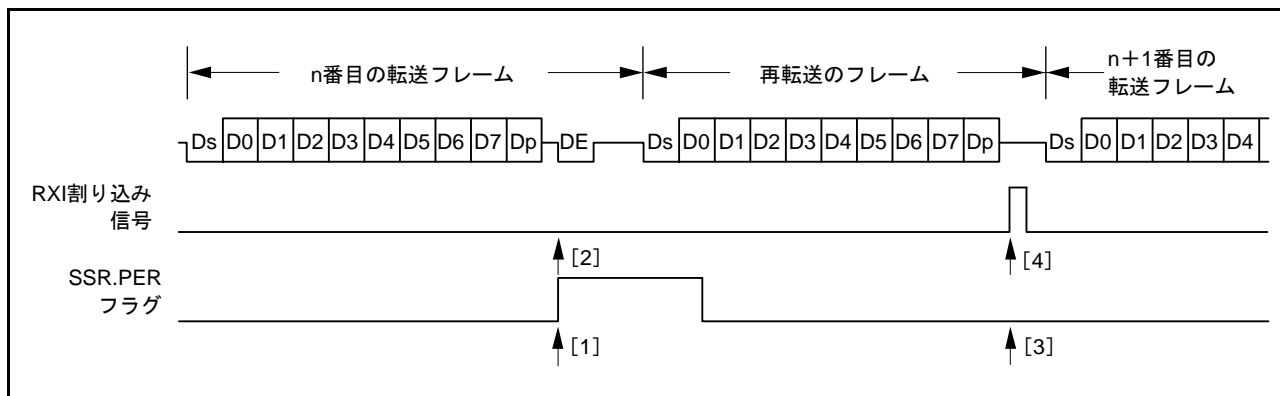 n番目の転送フレーム
再転送のフレーム
n+1番目の
転送フレーム
Ds D0 D1 D2 D3 D4 D5 D6 D7 Dp DE Ds D0 D1 D2 D3 D4 D5 D6 D7 Dp Ds D0 D1 D2 D3 D4
RXI割り込み
信号
[2]
[4]
SSR.PER
フラグ
[1]
[3]